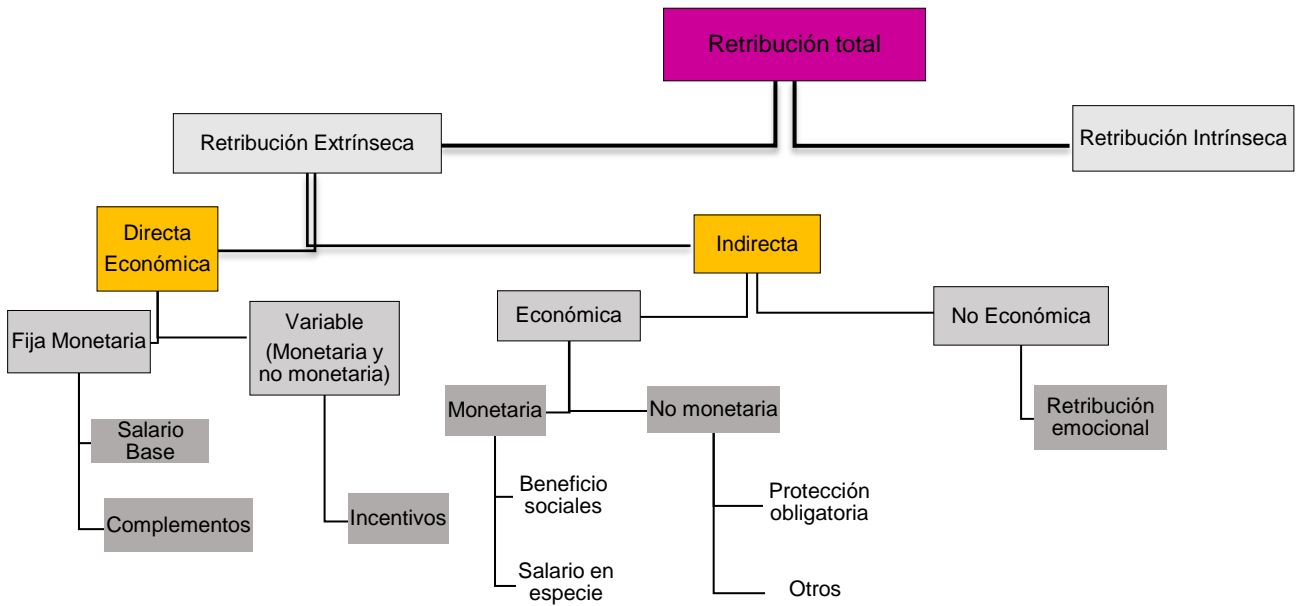 Retribución total
Retribución Extrínseca
Retribución Intrínseca
Directa
Económica
Indirecta
Fija Monetaria
Variable
(Monetaria y
no monetaria)
Económica
No Económica
Salario
Base
Complementos
Incentivos
Monetaria
No monetaria
Retribución
emocional
Beneficio
sociales
Salario en
especie
Protección
obligatoria
Otros